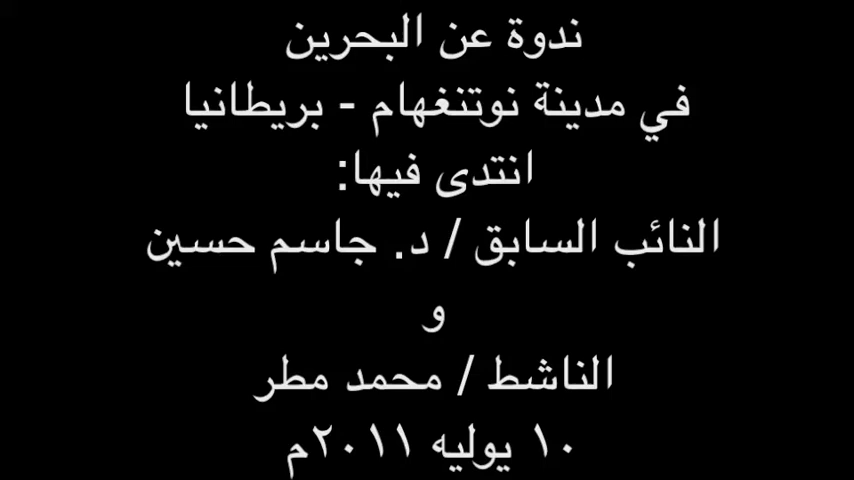 ندوة عن البحرين
في مدينة نوتنغهام - بريطانيا
انتدى فيها:
النائب السابق / د. جاسم حسين
و
الناشط / محمد مطر
١٠ يوليه ٢٠١١م